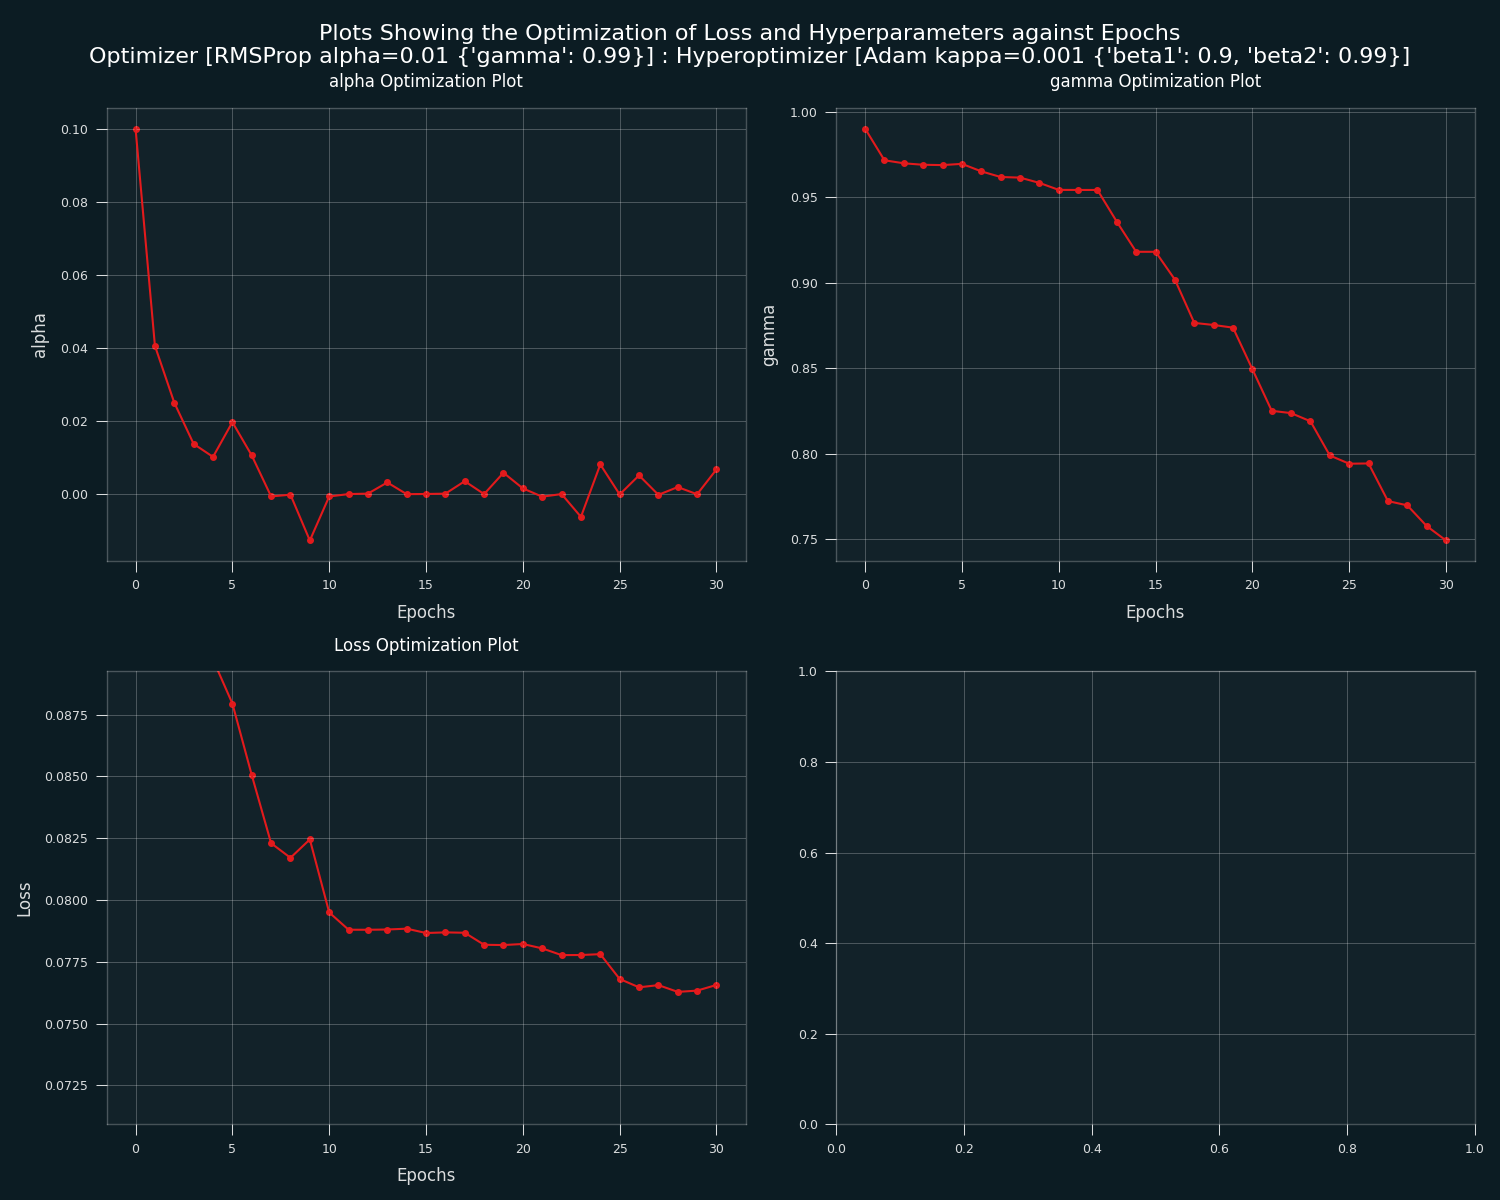 Plots Showing the Optimization of Loss and Hyperparameters against Epochs
Optimizer [RMSProp alpha=0.01 {'gamma': 0.99}] : Hyperoptimizer [Adam kappa=0.001 {'beta1': 0.9, 'beta2': 0.99}]
alpha Optimization Plot
0.10
0.08
0.06
0.04
0.02
0.00
alpha
0 5 10 15 20 25 30
Epochs
gamma Optimization Plot
1.00
0.95
0.90
0.85
0.80
0.75
gamma
0 5 10 15 20 25 30
Epochs
Loss Optimization Plot
0.0875
0.0850
0.0825
0.0800
0.0775
0.0750
0.0725
Loss
0 5 10 15 20 25 30
Epochs
1.0
0.8
0.6
0.4
0.2
0.0
0.0 0.2 0.4 0.6 0.8 1.0